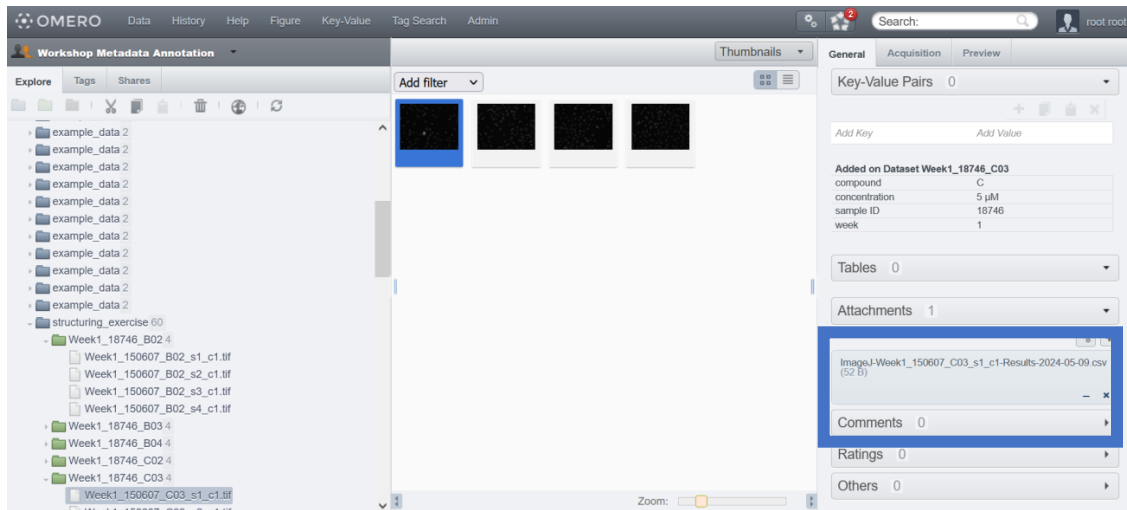 OMERO Data History Help Figure Key-Value Tag Search Admin 2 Search: root root
Workshop Metadata Annotation
Explore Tags Shares
example_data 2
example_data 2
example_data 2
example_data 2
example_data 2
example_data 2
example_data 2
example_data 2
example_data 2
example_data 2
example_data 2
structuring_exercise 60
Week1_18746_B02 4
Week1_150607_B02_s1_c1.tif
Week1_150607_B02_s2_c1.tif
Week1_150607_B02_s3_c1.tif
Week1_150607_B02_s4_c1.tif
Week1_18746_B03 4
Week1_18746_B04 4
Week1_18746_C02 4
Week1_18746_C03 4
Week1_150607_C03_s1_c1.tif
Thumbnails
Add filter
Zoom:
General Acquisition Preview
Key-Value Pairs 0
Add Key Add Value
Added on Dataset Week1_18746_C03
compound C
concentration 5 µM
sample ID 18746
week 1
Tables 0
Attachments 1
ImageJ-Week1_150607_C03_s1_c1-Results-2024-05-09.csv
(52 B)
Comments 0
Ratings 0
Others 0